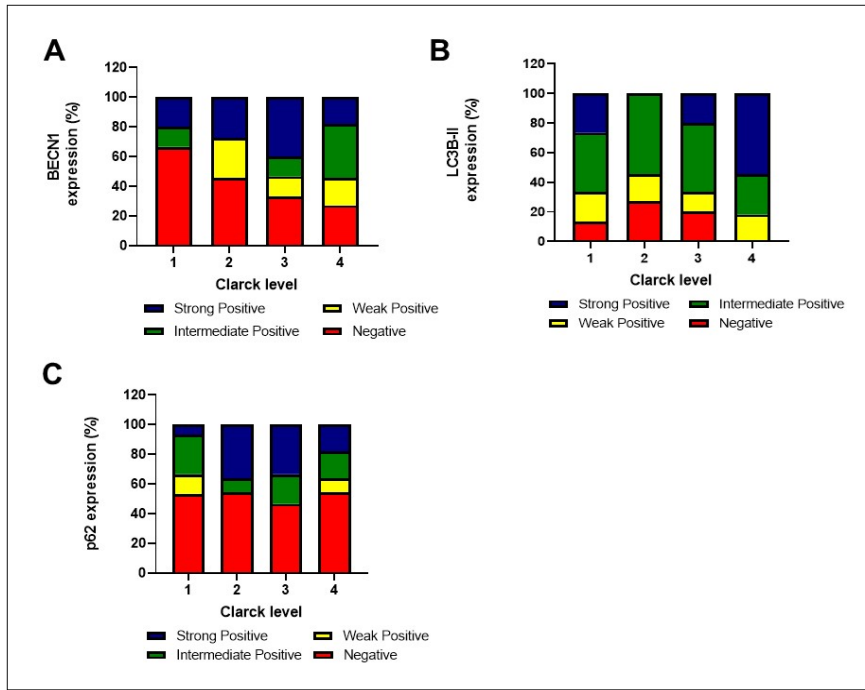 A
BECN1
expression (%)
120
100
80
60
40
20
0
1 2 3 4
Clarck level
Strong Positive Weak Positive
Intermediate Positive Negative
B
LC3B-II
expression (%)
120
100
80
60
40
20
0
1 2 3 4
Clarck level
Strong Positive Intermediate Positive
Weak Positive Negative
C
p62 expression (%)
120
100
80
60
40
20
0
1 2 3 4
Clarck level
Strong Positive Weak Positive
Intermediate Positive Negative